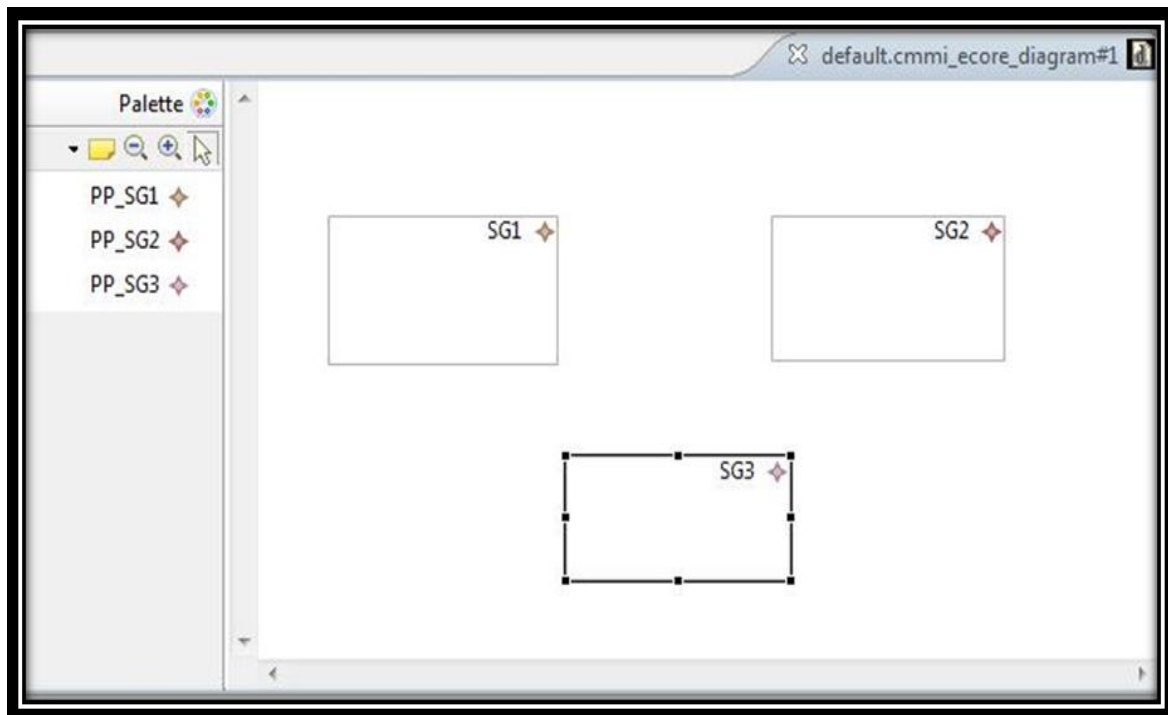 default.cmmi_ecore_diagram#1
Palette
PP_SG1
PP_SG2
PP_SG3
SG1
SG2
SG3